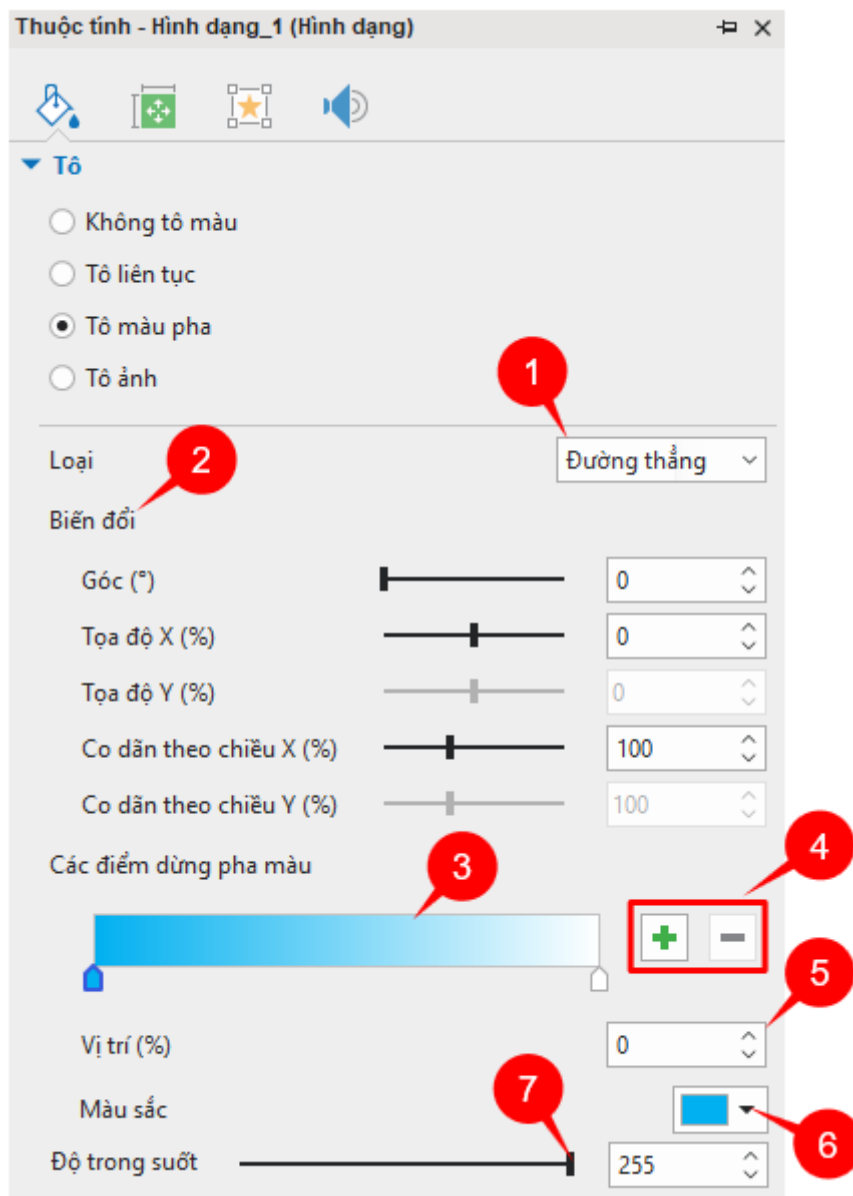 Thuộc tính - Hình dạng_1 (Hình dạng)
Tô
Không tô màu
Tô liên tục
Tô màu pha
Tô ảnh
1
Loại
2
Đường thẳng
Biến đổi
Góc (°) 0
Tọa độ X (%) 0
Tọa độ Y (%) 0
Co dãn theo chiều X (%) 100
Co dãn theo chiều Y (%) 100
Các điểm dừng pha màu
3
4
5
Vị trí (%) 0
7
Màu sắc
6
Độ trong suốt 255